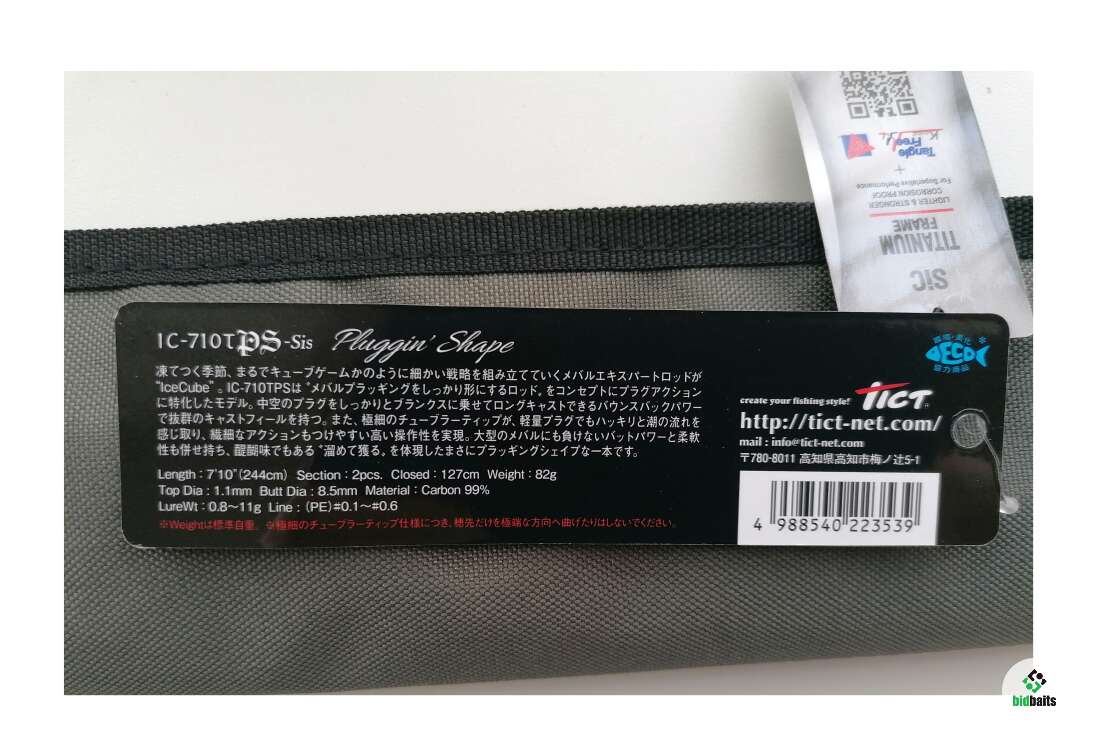 IC-710TPS-Sis Pluggin' Shape
凍てつく季節、まるでキューブゲームかのように細かい戦略を組み立てていくメバルエキスパートロッドが
"IceCube"。IC-710TPSは"メバルプラッギングをしっかり形にするロッド"をコンセプトにプラグアクション
に特化したモデル。中空のプラグをしっかりとブランクスに乗せてロングキャストできるバウンスバックパワー
で抜群のキャストフィールを持つ。また、極細のチューブラーティップが、軽量プラグでもハッキリと潮の流れを
感じ取り、繊細なアクションもつけやすい高い操作性を実現。大型のメバルにも負けないバットパワーと柔軟
性も併せ持ち、醍醐味でもある"溜めて獲る"を体現したまさにプラッギングシェイプな一本です。
Length : 7'10"(244cm) Section : 2pcs. Closed : 127cm Weight : 82g
Top Dia : 1.1mm Butt Dia : 8.5mm Material : Carbon 99%
LureWt : 0.8〜11g Line : (PE)#0.1〜#0.6
※Weightは標準自重。※極細のチューブラーティップ仕様につき、穂先だけを極端な方向へ曲げたりはしないでください。
ECO
協力商品
create your fishing style! TICT
http://tict-net.com/
mail : info@tict-net.com
〒780-8011 高知県高知市梅ノ辻5-1
4 988540 223539
SiC
TITANIUM
FRAME
LIGHTER & STRONGER
CORROSION PROOF
For Superlative Performance
+
Tangle
Free
bidbaits